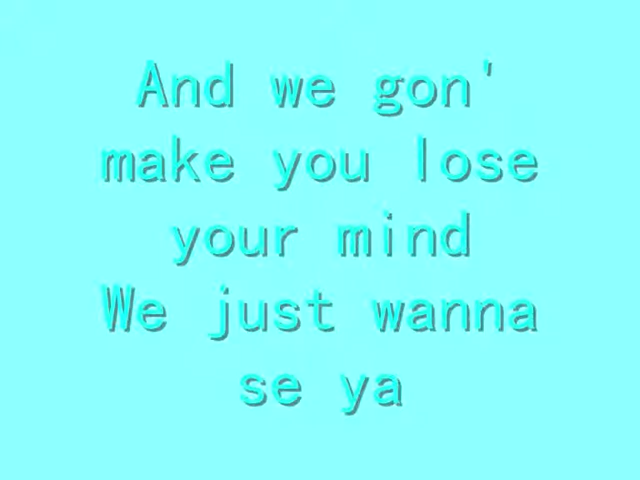 And we gon'
make you lose
your mind
We just wanna
se ya